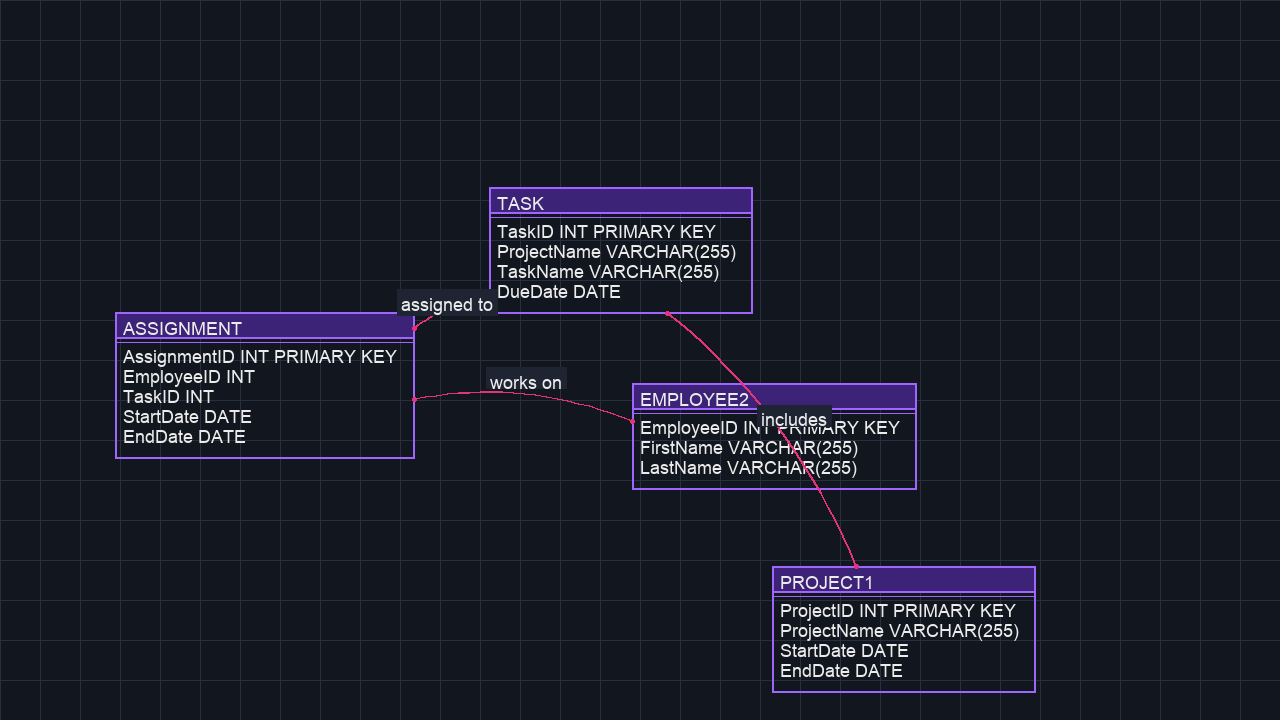 TASK
TaskID INT PRIMARY KEY
ProjectName VARCHAR(255)
TaskName VARCHAR(255)
DueDate DATE
assigned to
ASSIGNMENT
AssignmentID INT PRIMARY KEY
EmployeeID INT
TaskID INT
StartDate DATE
EndDate DATE
works on
EMPLOYEE2
includes
EmployeeID INT PRIMARY KEY
FirstName VARCHAR(255)
LastName VARCHAR(255)
PROJECT1
ProjectID INT PRIMARY KEY
ProjectName VARCHAR(255)
StartDate DATE
EndDate DATE